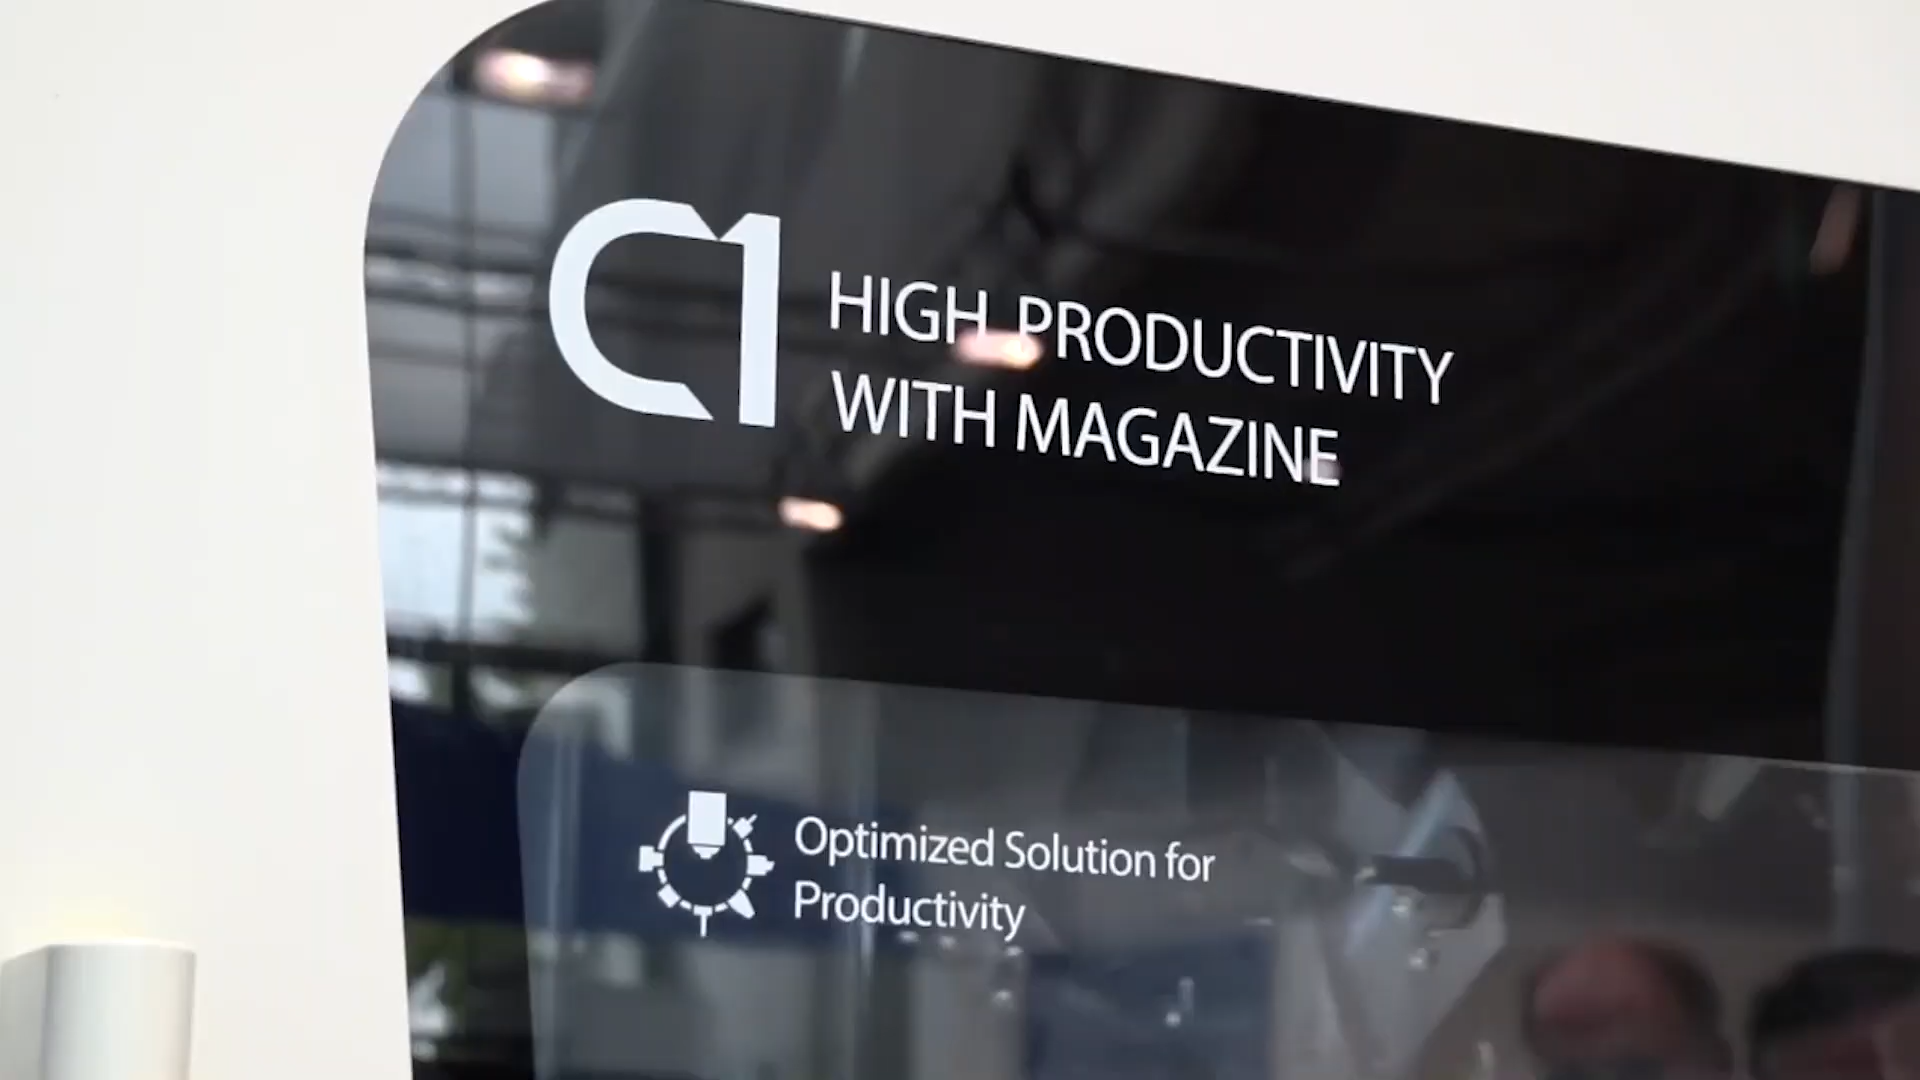 C1
HIGH PRODUCTIVITY
WITH MAGAZINE
Optimized Solution for
Productivity